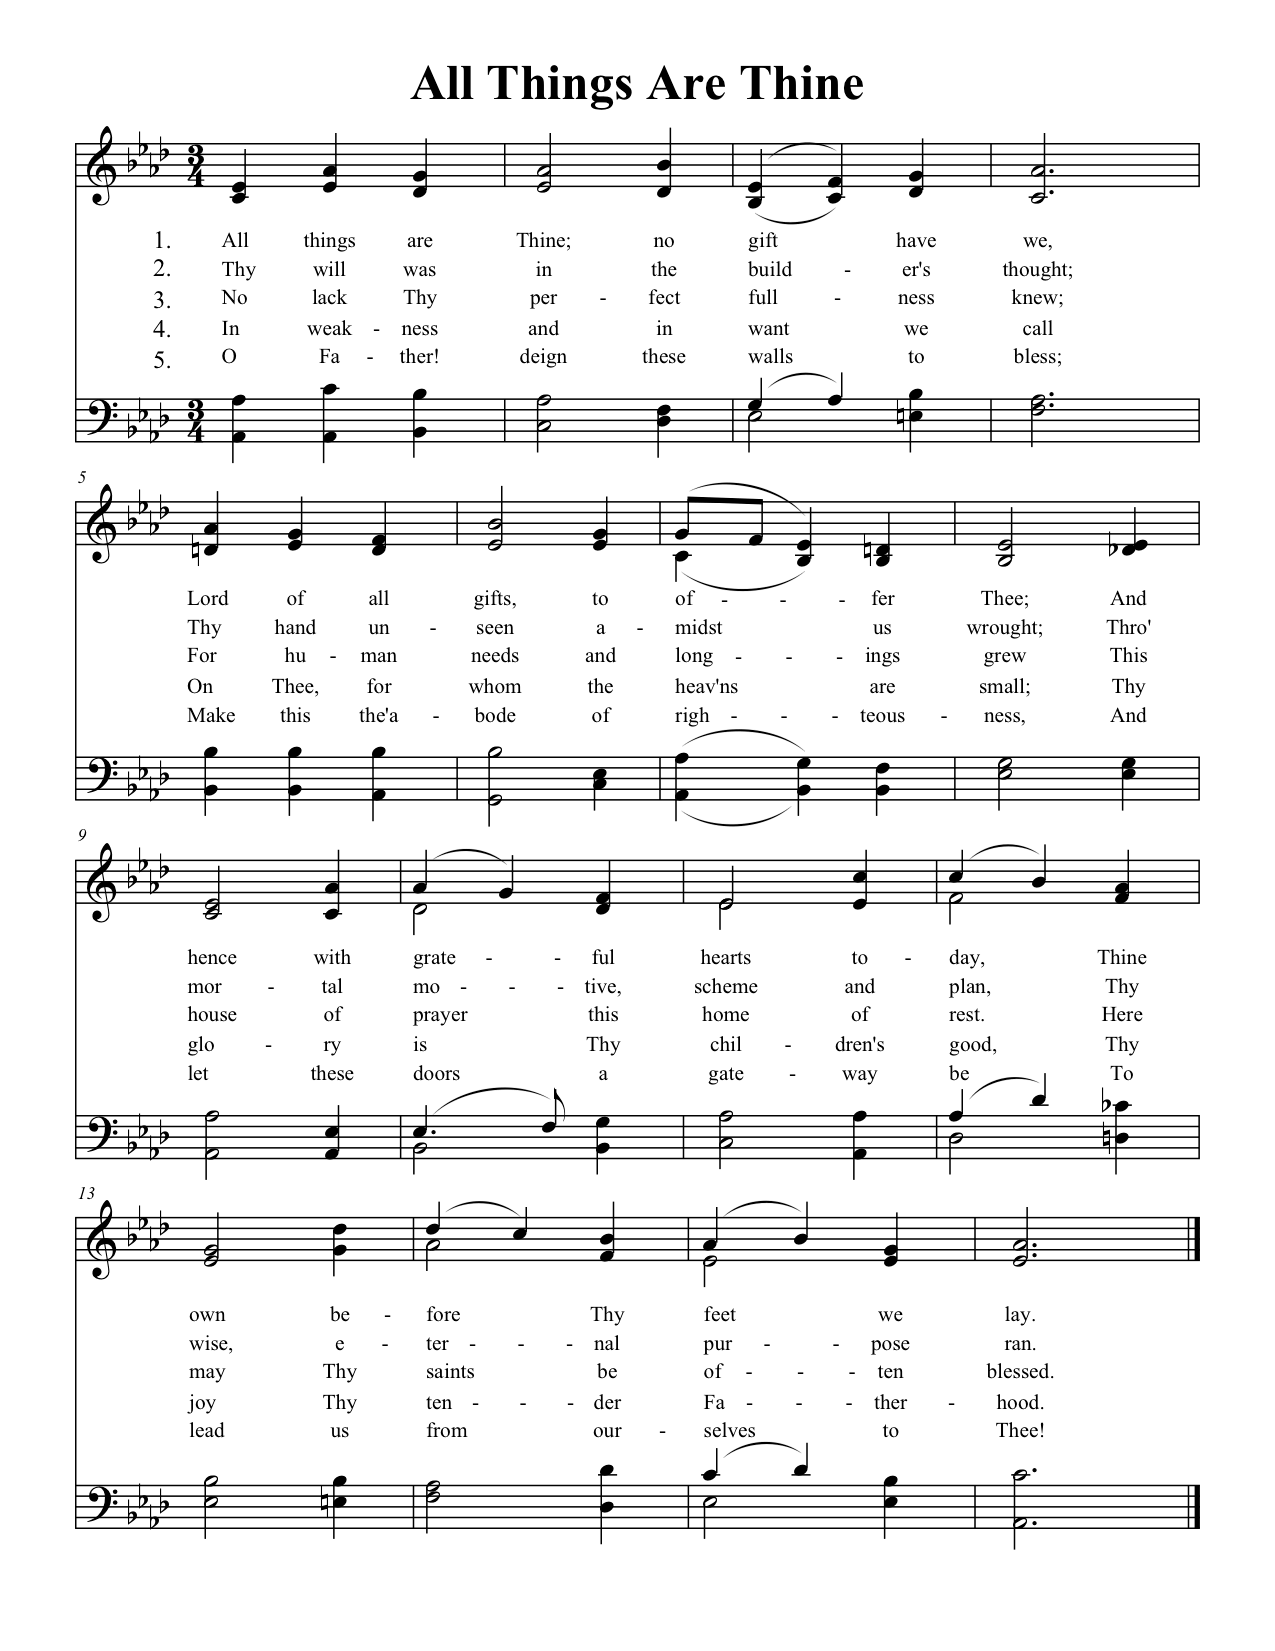 All Things Are Thine
3 4
1. All things are Thine; no gift have we,
2. Thy will was in the build - er's thought;
3. No lack Thy per - fect full - ness knew;
4. In weak - ness and in want we call
5. O Fa - ther! deign these walls to bless;
3 4
5
Lord of all gifts, to of - - - fer Thee; And
Thy hand un - seen a - midst us wrought; Thro'
For hu - man needs and long - - - ings grew This
On Thee, for whom the heav'ns are small; Thy
Make this the'a - bode of righ - - - teous - ness, And
9
hence with grate - - ful hearts to - day, Thine
mor - tal mo - - - tive, scheme and plan, Thy
house of prayer this home of rest. Here
glo - ry is Thy chil - dren's good, Thy
let these doors a gate - way be To
13
own be - fore Thy feet we lay.
wise, e - ter - - - nal pur - - pose ran.
may Thy saints be of - - - ten blessed.
joy Thy ten - - - der Fa - - - ther - hood.
lead us from our - selves to Thee!